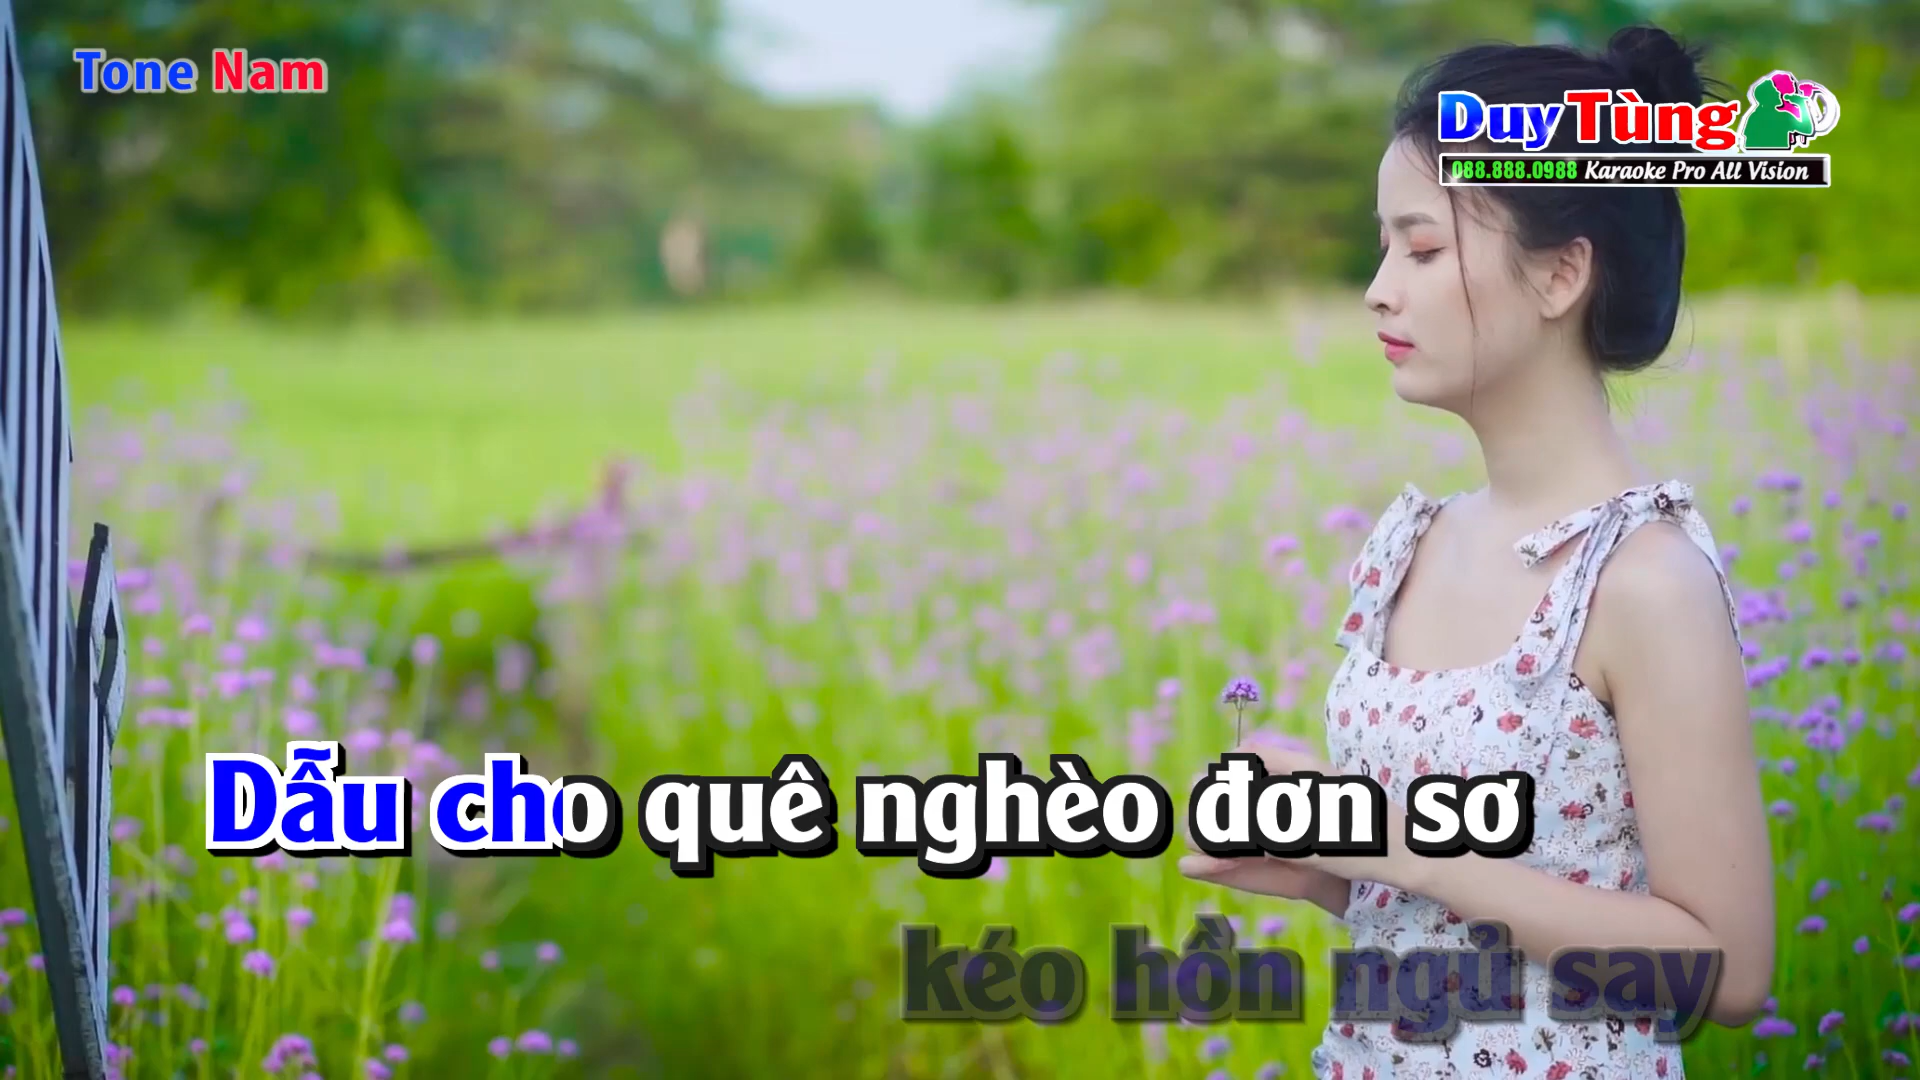 Tone Nam
Duy Tùng
088.888.0988 Karaoke Pro All Vision
Dẫu cho quê nghèo đơn sơ
kéo hồn ngủ say